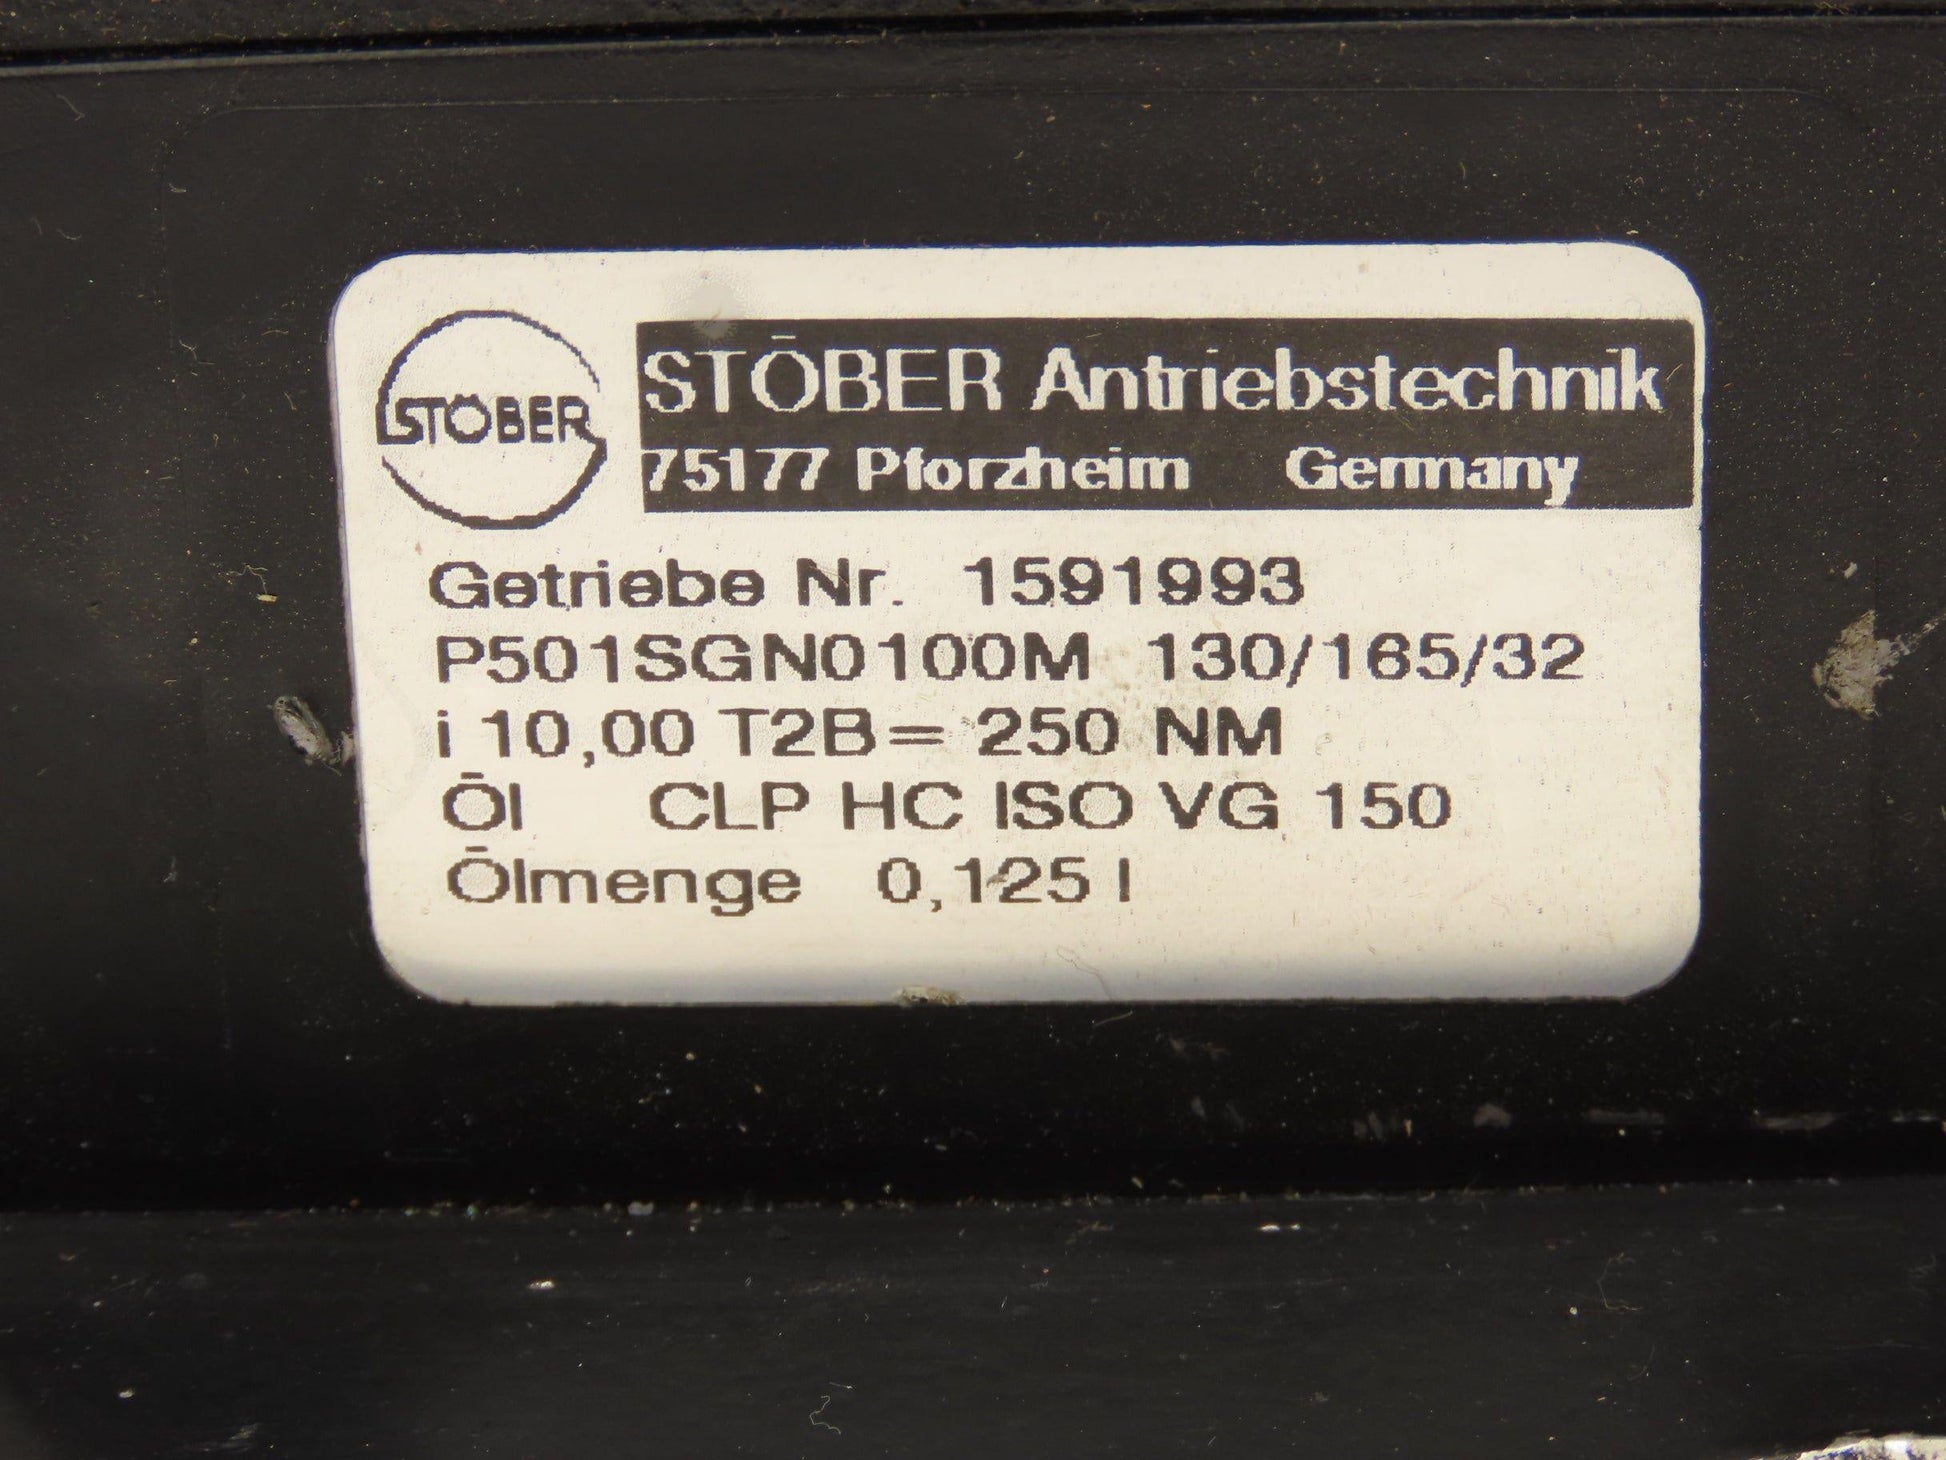 STÖBER
STÖBER Antriebstechnik
75177 Pforzheim Germany
Getriebe Nr. 1591993
P501SGN0100M 130/165/32
i 10,00 T2B= 250 NM
Öl CLP HC ISO VG 150
Ölmenge 0,125 l